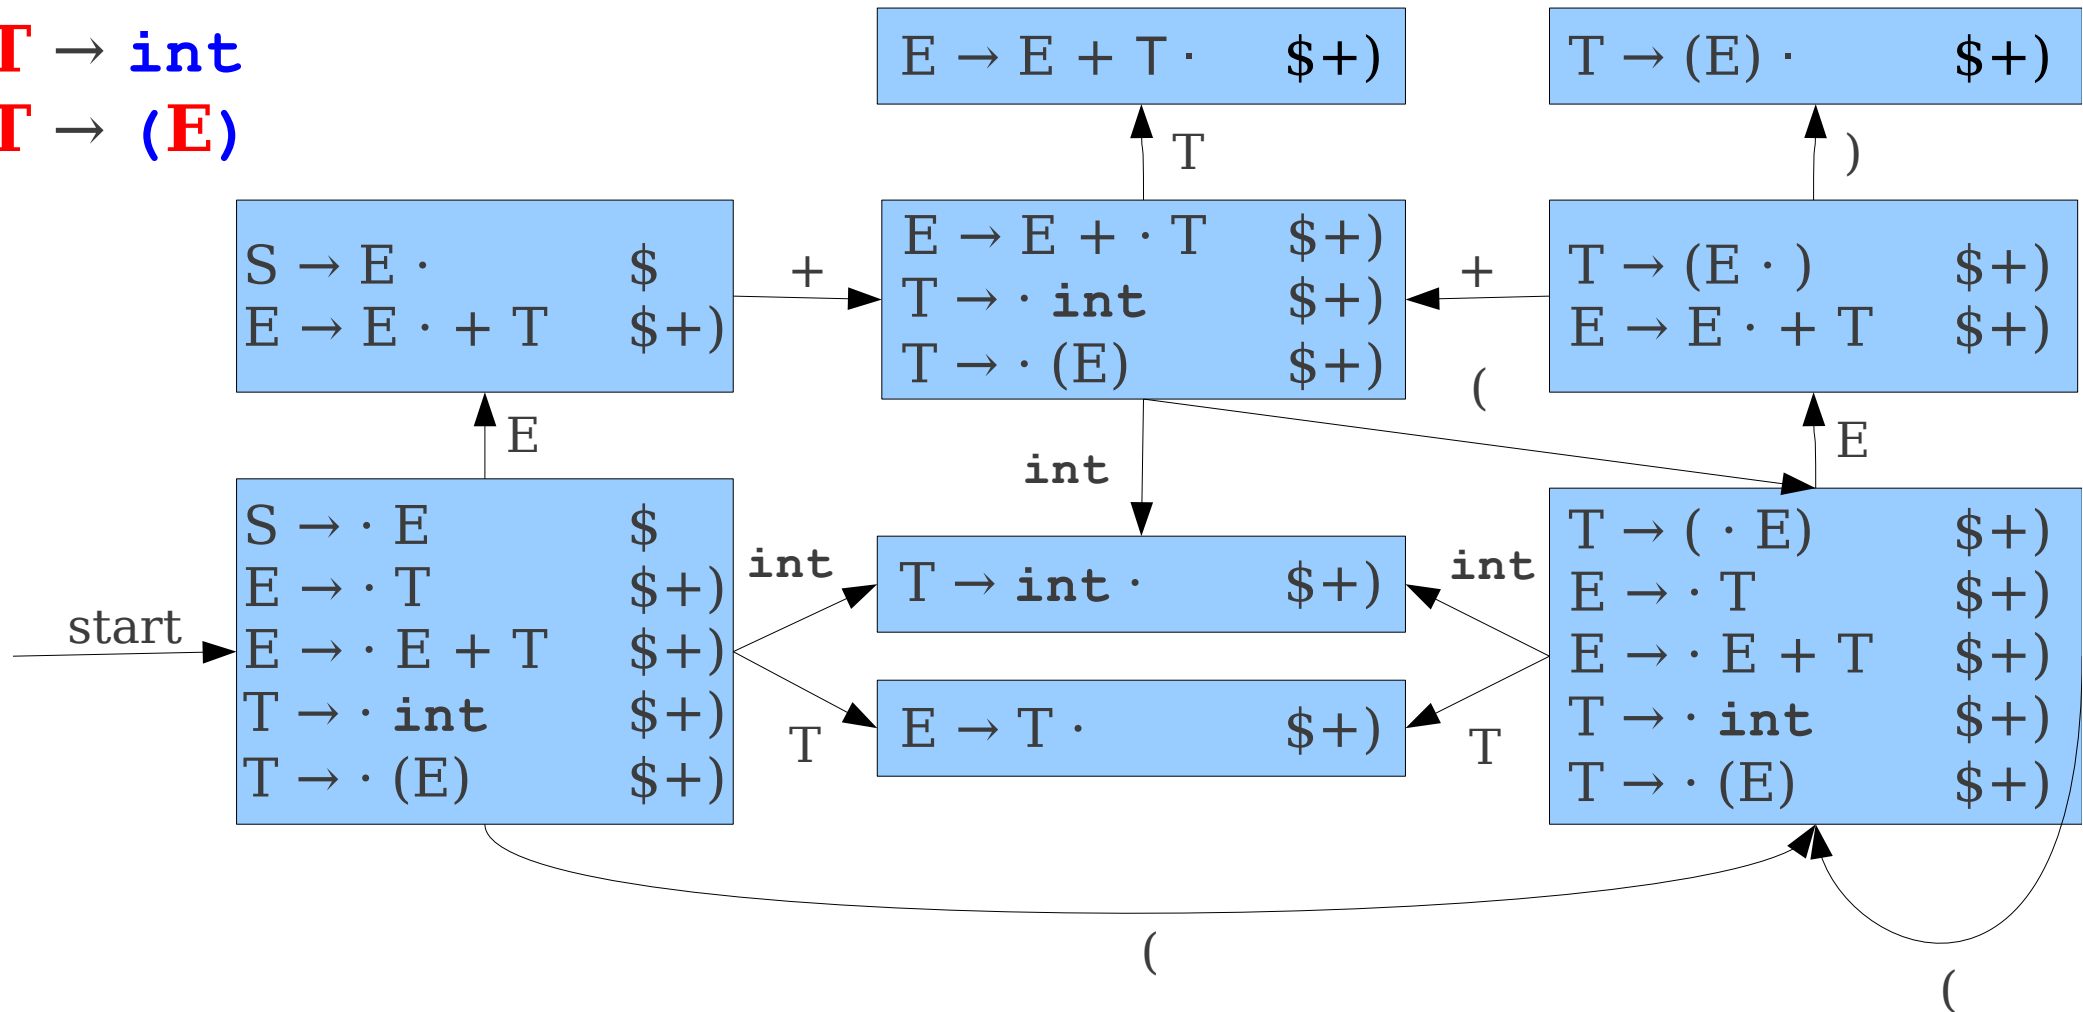 T → int
T → (E)
E → E + T · $+)
T → (E) · $+)
T
)
S → E · $
E → E · + T $+)
+
E → E + · T $+)
T → · int $+)
T → · (E) $+)
+
T → (E · ) $+)
E → E · + T $+)
(
E
int
E
start
S → · E $
E → · T $+)
E → · E + T $+)
T → · int $+)
T → · (E) $+)
int
T
T → int · $+)
E → T · $+)
int
T
T → ( · E) $+)
E → · T $+)
E → · E + T $+)
T → · int $+)
T → · (E) $+)
(
(